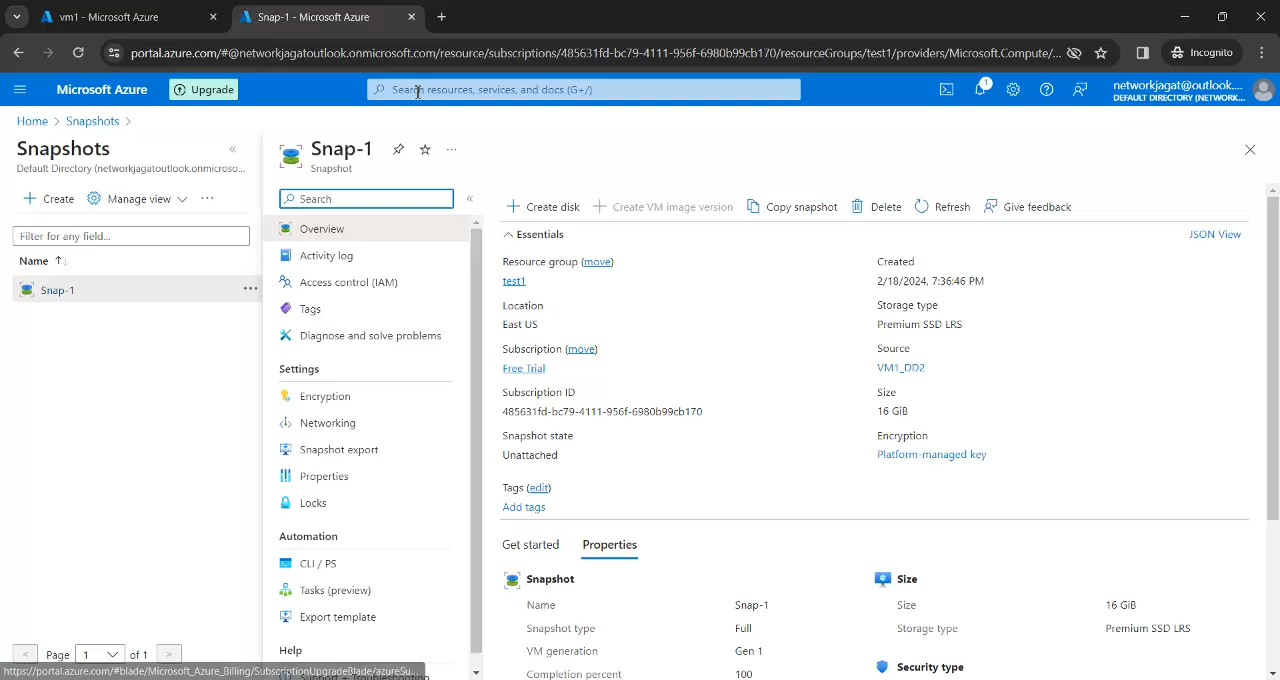 vm1 - Microsoft Azure
Snap-1 - Microsoft Azure
portal.azure.com/#@networkjagatoutlook.onmicrosoft.com/resource/subscriptions/485631fd-bc79-4111-956f-6980b99cb170/resourceGroups/test1/providers/Microsoft.Compute/...
Incognito
Microsoft Azure
Upgrade
Search resources, services, and docs (G+/)
1
networkjagat@outlook....
DEFAULT DIRECTORY (NETWORK...
Home > Snapshots >
Snapshots
Default Directory (networkjagatoutlook.onmicroso...
Create
Manage view
Filter for any field...
Name
Snap-1
Page 1 of 1
https://portal.azure.com/#blade/Microsoft_Azure_Billing/SubscriptionUpgradeBlade/azureSu...
Snap-1
Snapshot
Search
Overview
Activity log
Access control (IAM)
Tags
Diagnose and solve problems
Settings
Encryption
Networking
Snapshot export
Properties
Locks
Automation
CLI / PS
Tasks (preview)
Export template
Help
Create disk
Create VM image version
Copy snapshot
Delete
Refresh
Give feedback
Essentials
JSON View
Resource group (move)
test1
Location
East US
Subscription (move)
Free Trial
Subscription ID
485631fd-bc79-4111-956f-6980b99cb170
Snapshot state
Unattached
Tags (edit)
Add tags
Created
2/18/2024, 7:36:46 PM
Storage type
Premium SSD LRS
Source
VM1_DD2
Size
16 GiB
Encryption
Platform-managed key
Get started
Properties
Snapshot
Name Snap-1
Snapshot type Full
VM generation Gen 1
Completion percent 100
Size
Size 16 GiB
Storage type Premium SSD LRS
Security type